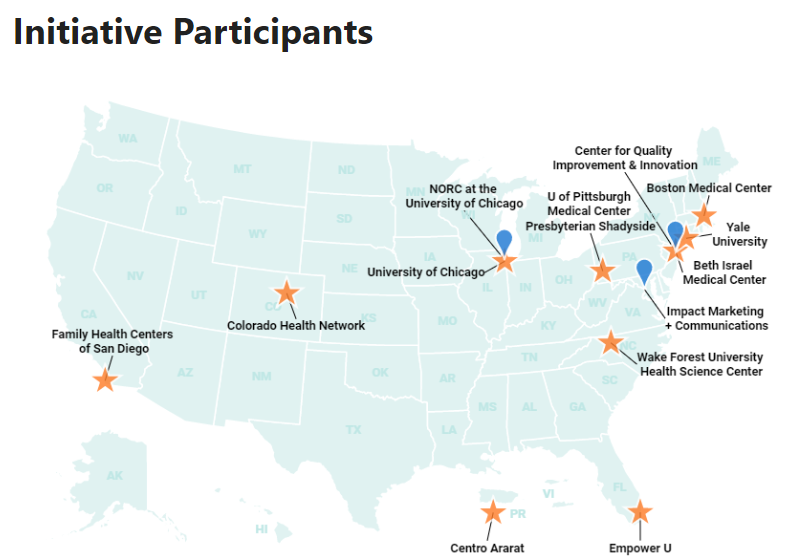 Initiative Participants
WA
OR
CA
NV
ID
MT
WY
UT
CO
AZ
NM
ND
SD
NE
KS
OK
TX
MN
IA
MO
AR
LA
WI
IL
MI
IN
OH
KY
TN
MS
AL
GA
FL
SC
NC
VA
WV
PA
NY
ME
AK
HI
PR
VI
Center for Quality
Improvement & Innovation
Boston Medical Center
NORC at the
University of Chicago
U of Pittsburgh
Medical Center
Presbyterian Shadyside
Yale
University
University of Chicago
Beth Israel
Medical Center
Colorado Health Network
Impact Marketing
+ Communications
Family Health Centers
of San Diego
Wake Forest University
Health Science Center
Centro Ararat
Empower U